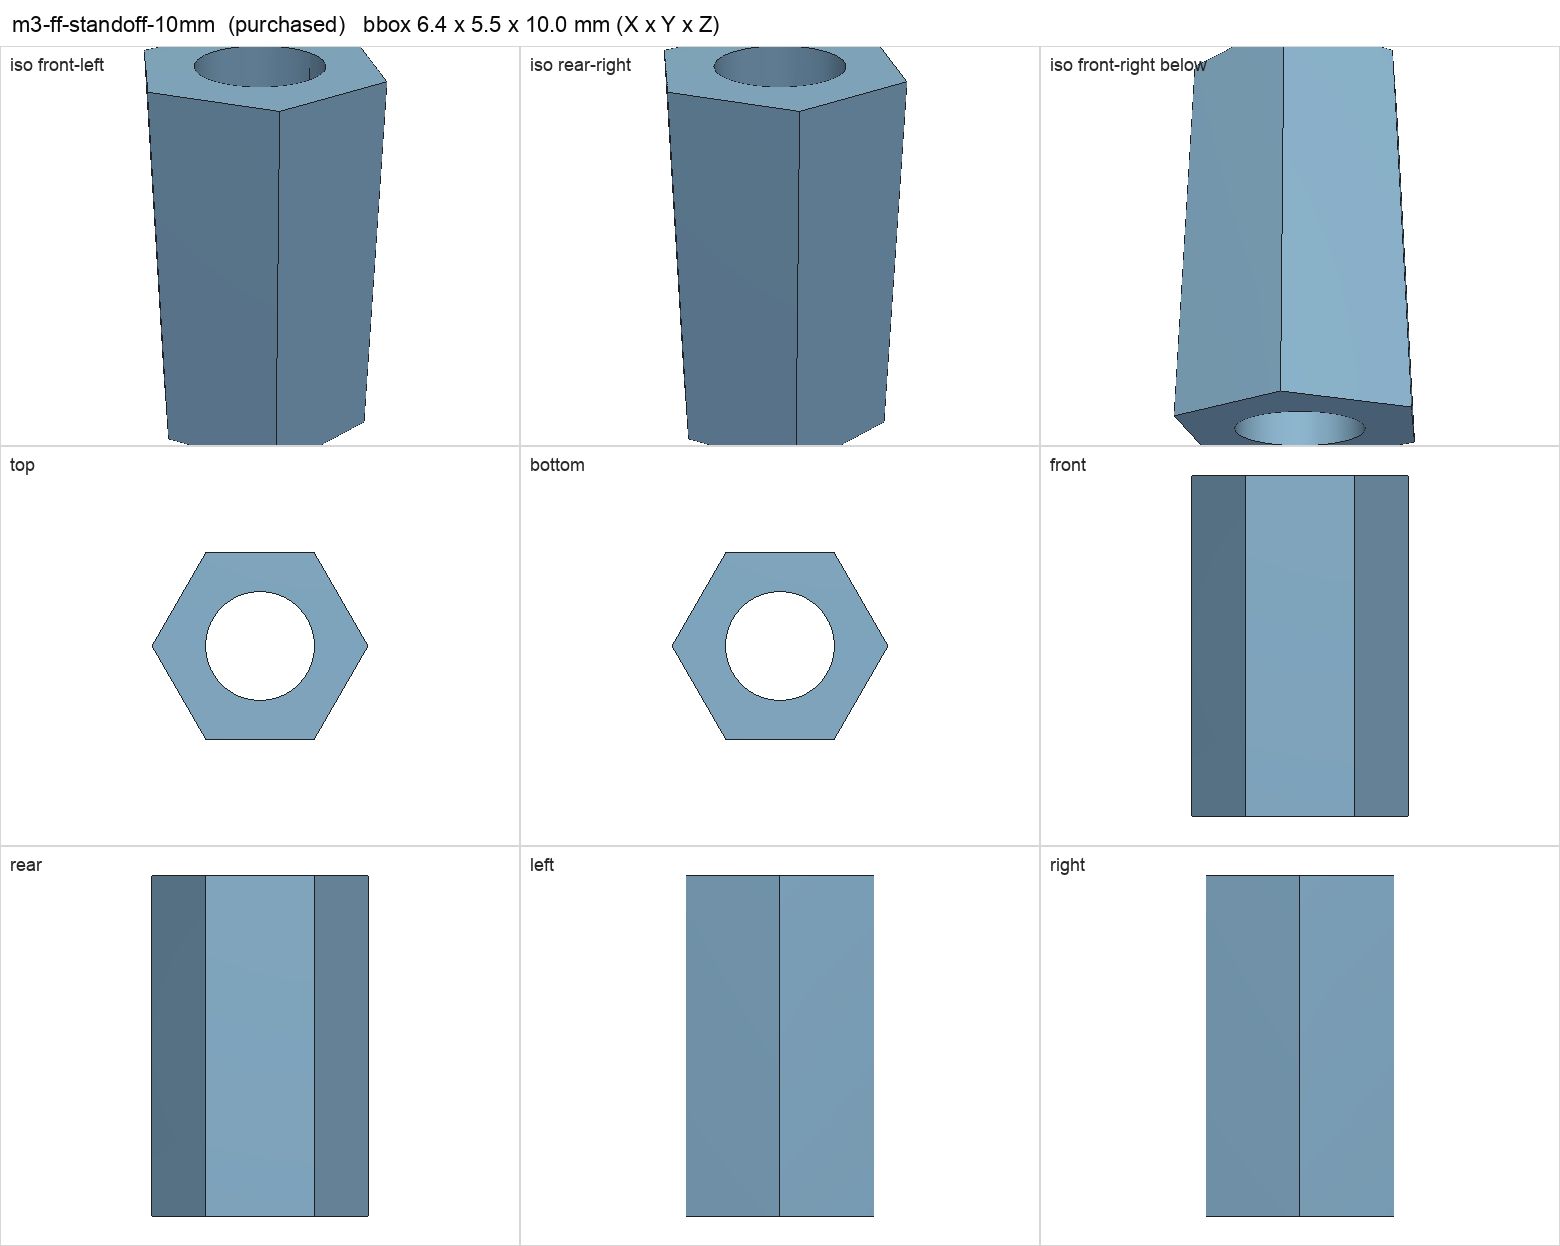 m3-ff-standoff-10mm (purchased) bbox 6.4 x 5.5 x 10.0 mm (X x Y x Z)
iso front-left
iso rear-right
iso front-right below
top
bottom
front
rear
left
right